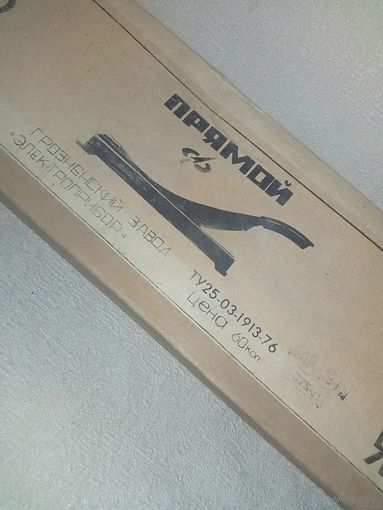 ПРЯМОЙ
ГРОЗНЕНСКИЙ ЗАВОД
"ЭЛЕКТРОПРИБОР"
ТУ25-03-1913-76
Цена 60коп